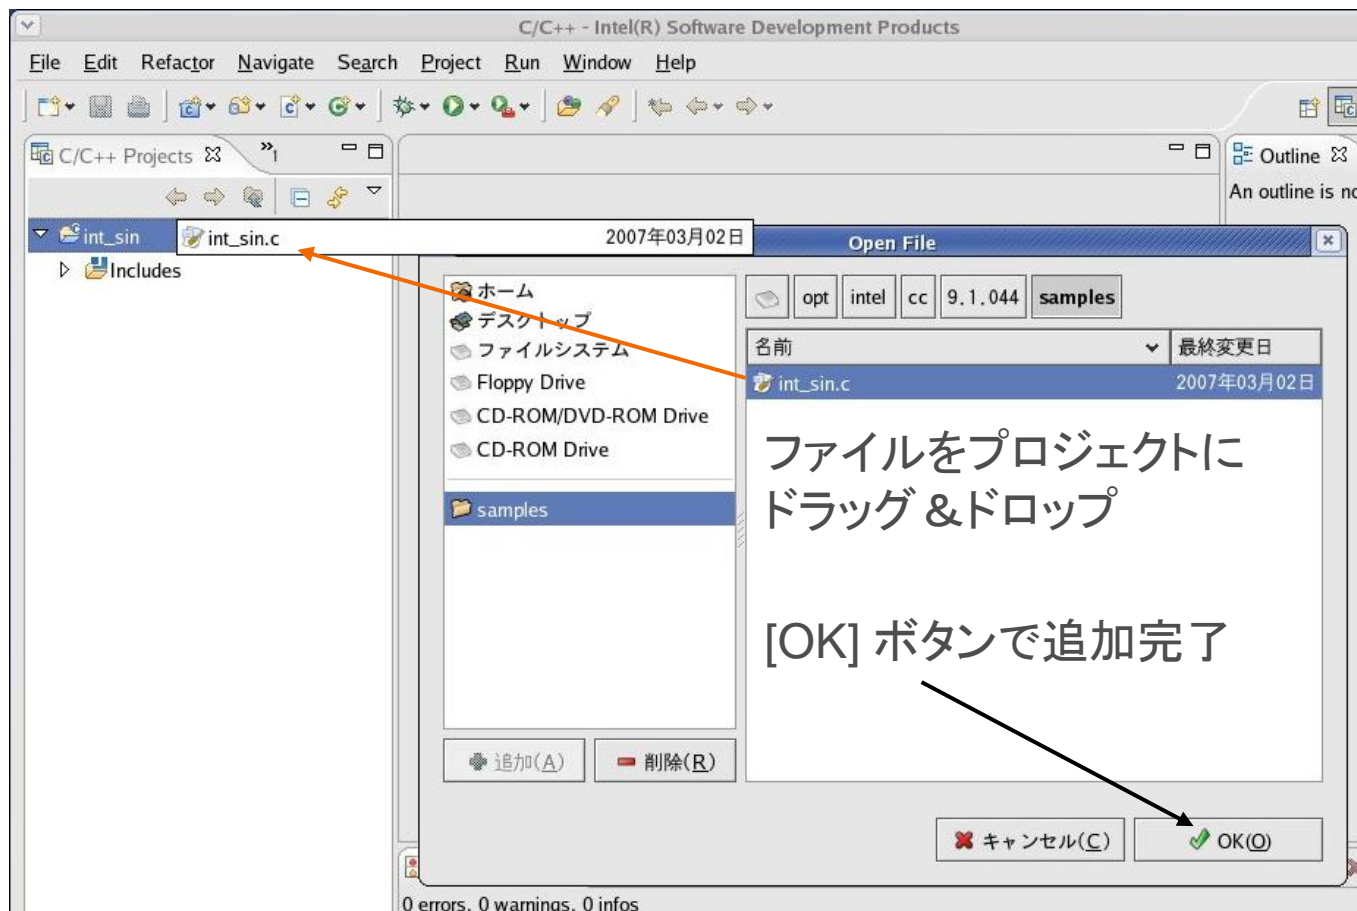 C/C++ - Intel(R) Software Development Products
File Edit Refactor Navigate Search Project Run Window Help
C/C++ Projects
»1
Outline
An outline is
int_sin
int_sin.c 2007年03月02日
Includes
Open File
ホーム
デスクトップ
ファイルシステム
Floppy Drive
CD-ROM/DVD-ROM Drive
CD-ROM Drive
samples
opt intel cc 9.1.044 samples
名前 最終変更日
int_sin.c 2007年03月02日
ファイルをプロジェクトに
ドラッグ &ドロップ
[OK] ボタンで追加完了
追加(A) 削除(R)
キャンセル(C) OK(O)
0 errors, 0 warnings, 0 infos